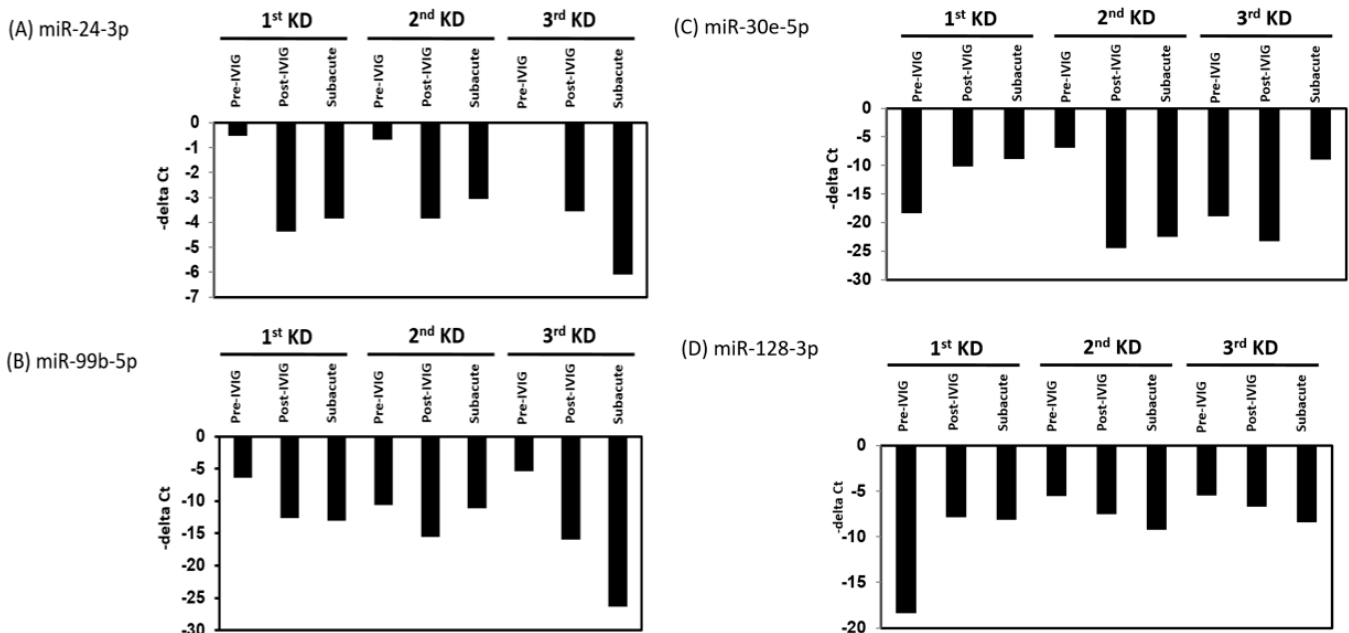 (A) miR-24-3p
1st KD 2nd KD 3rd KD
Pre-IVIG Post-IVIG Subacute Pre-IVIG Post-IVIG Subacute Pre-IVIG Post-IVIG Subacute
-delta Ct
0
-1
-2
-3
-4
-5
-6
-7
(B) miR-99b-5p
1st KD 2nd KD 3rd KD
Pre-IVIG Post-IVIG Subacute Pre-IVIG Post-IVIG Subacute Pre-IVIG Post-IVIG Subacute
-delta Ct
0
-5
-10
-15
-20
-25
-30
(C) miR-30e-5p
1st KD 2nd KD 3rd KD
Pre-IVIG Post-IVIG Subacute Pre-IVIG Post-IVIG Subacute Pre-IVIG Post-IVIG Subacute
-delta Ct
0
-5
-10
-15
-20
-25
-30
(D) miR-128-3p
1st KD 2nd KD 3rd KD
Pre-IVIG Post-IVIG Subacute Pre-IVIG Post-IVIG Subacute Pre-IVIG Post-IVIG Subacute
-delta Ct
0
-5
-10
-15
-20